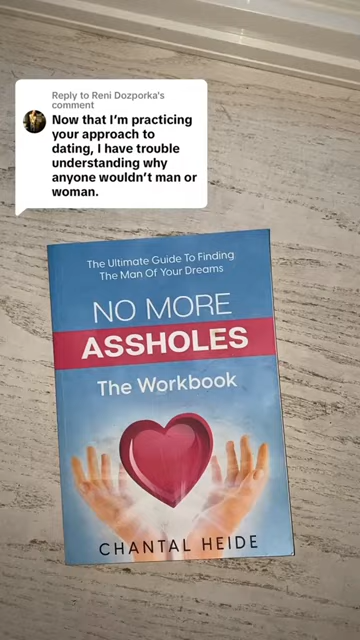 Reply to Reni Dozporka's
comment
Now that I'm practicing
your approach to
dating, I have trouble
understanding why
anyone wouldn't man or
woman.
The Ultimate Guide To Finding
The Man Of Your Dreams
NO MORE
ASSHOLES
The Workbook
CHANTAL HEIDE